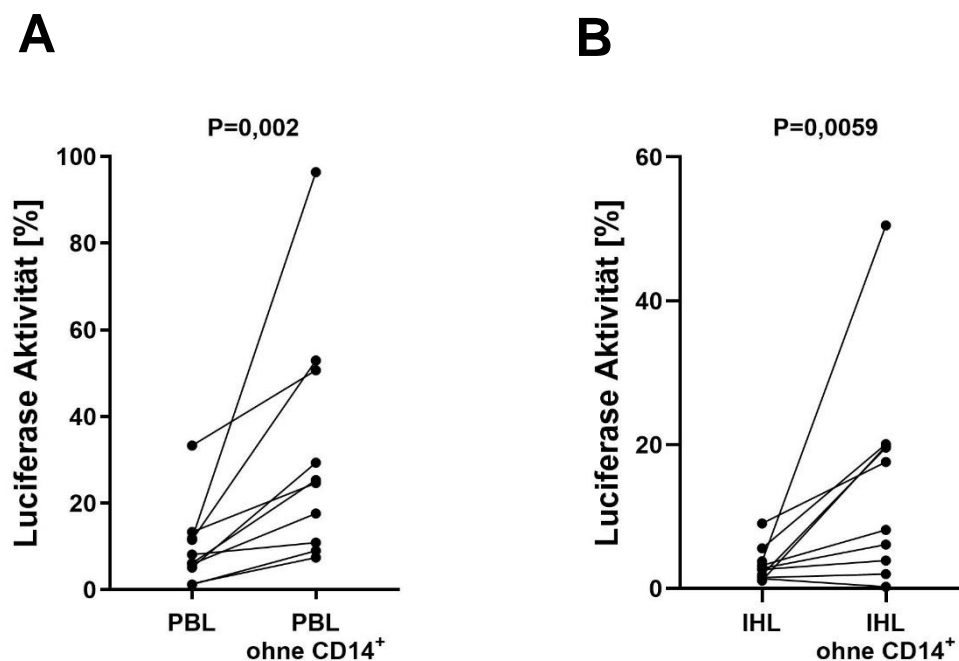 A
P=0,002
Luciferase Aktivität [%]
100
80
60
40
20
0
PBL
PBL
ohne CD14⁺
B
P=0,0059
Luciferase Aktivität [%]
60
40
20
0
IHL
IHL
ohne CD14⁺